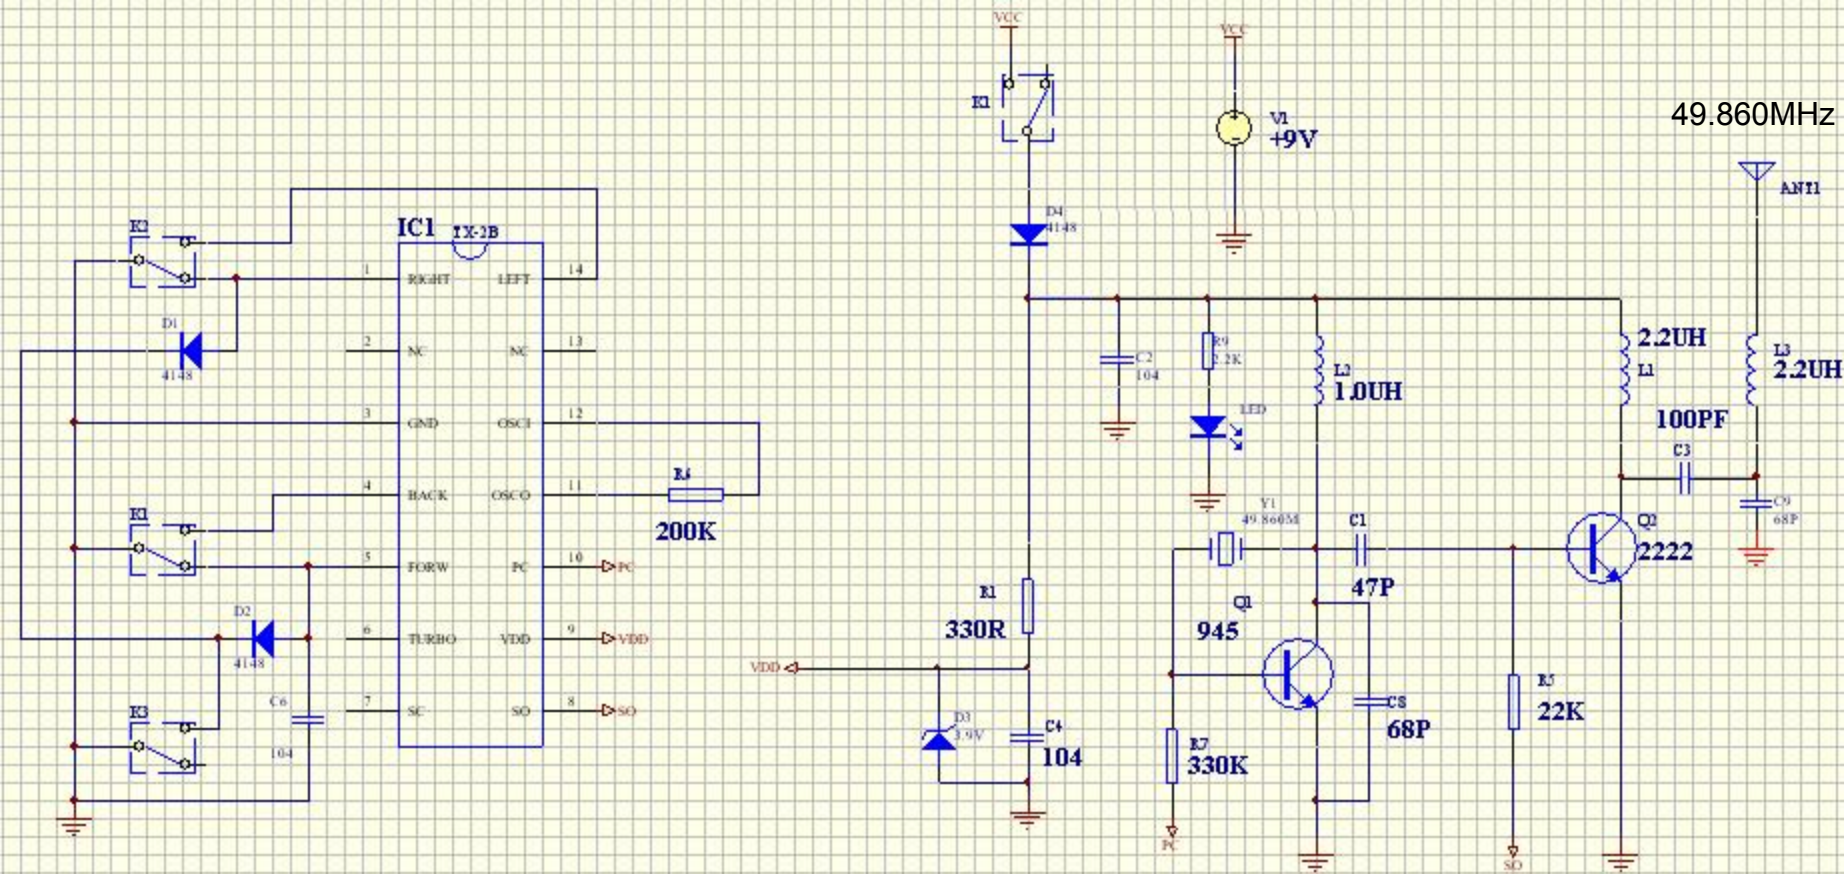 VCC
VCC
K1
V1
+9V
49.860MHz
ANT1
D4
4148
K2
IC1 TX-2B
1 RIGHT LEFT 14
D1
4148
2 NC NC 13
3 GND OSCI 12
4 BACK OSCO 11
R6
200K
K1
5 FORW PC 10 PC
D2
4148
6 TURBO VDD 9 VDD
7 SC SO 8 SO
C6
104
K3
C2
104
R9
2.2K
LED
L2
1.0UH
2.2UH
L1
L3
2.2UH
100PF
C3
C9
68P
Y1
49.860M
C1
47P
Q2
2222
R1
330R
Q1
945
VDD
D3
3.9V
C4
104
C8
68P
R5
22K
R7
330K
PC
SO